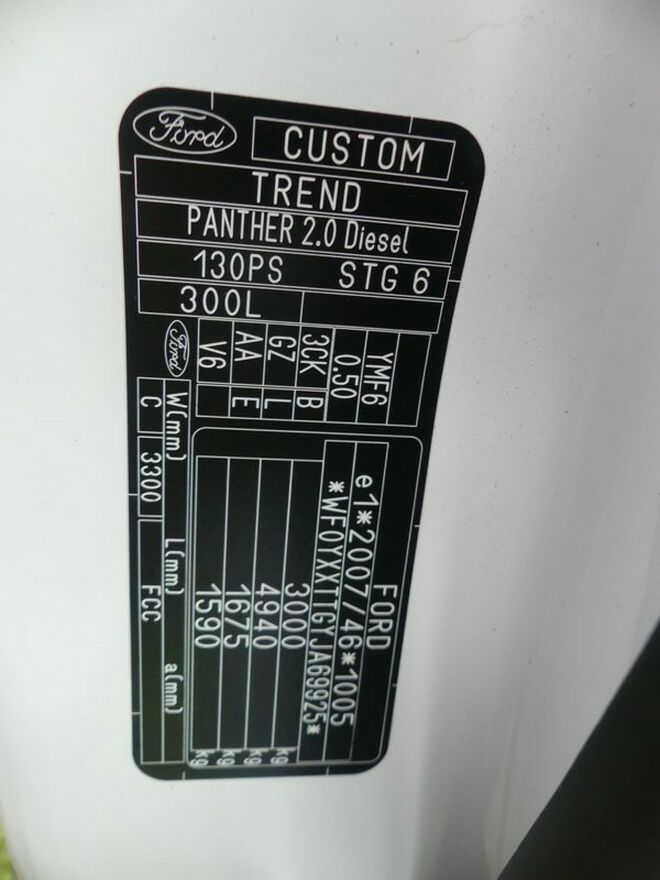 Ford
CUSTOM
TREND
PANTHER 2.0 Diesel
130PS STG 6
300L
Ford
YMF6
0.50
3CK B
GZ L
AA E
V6
FORD
e1*2007/46*1005
*WF0YXXTTGYJA69925*
3000 kg
4940 kg
1675 kg
1590 kg
W(mm) L(mm) a(mm)
C 3300 FCC